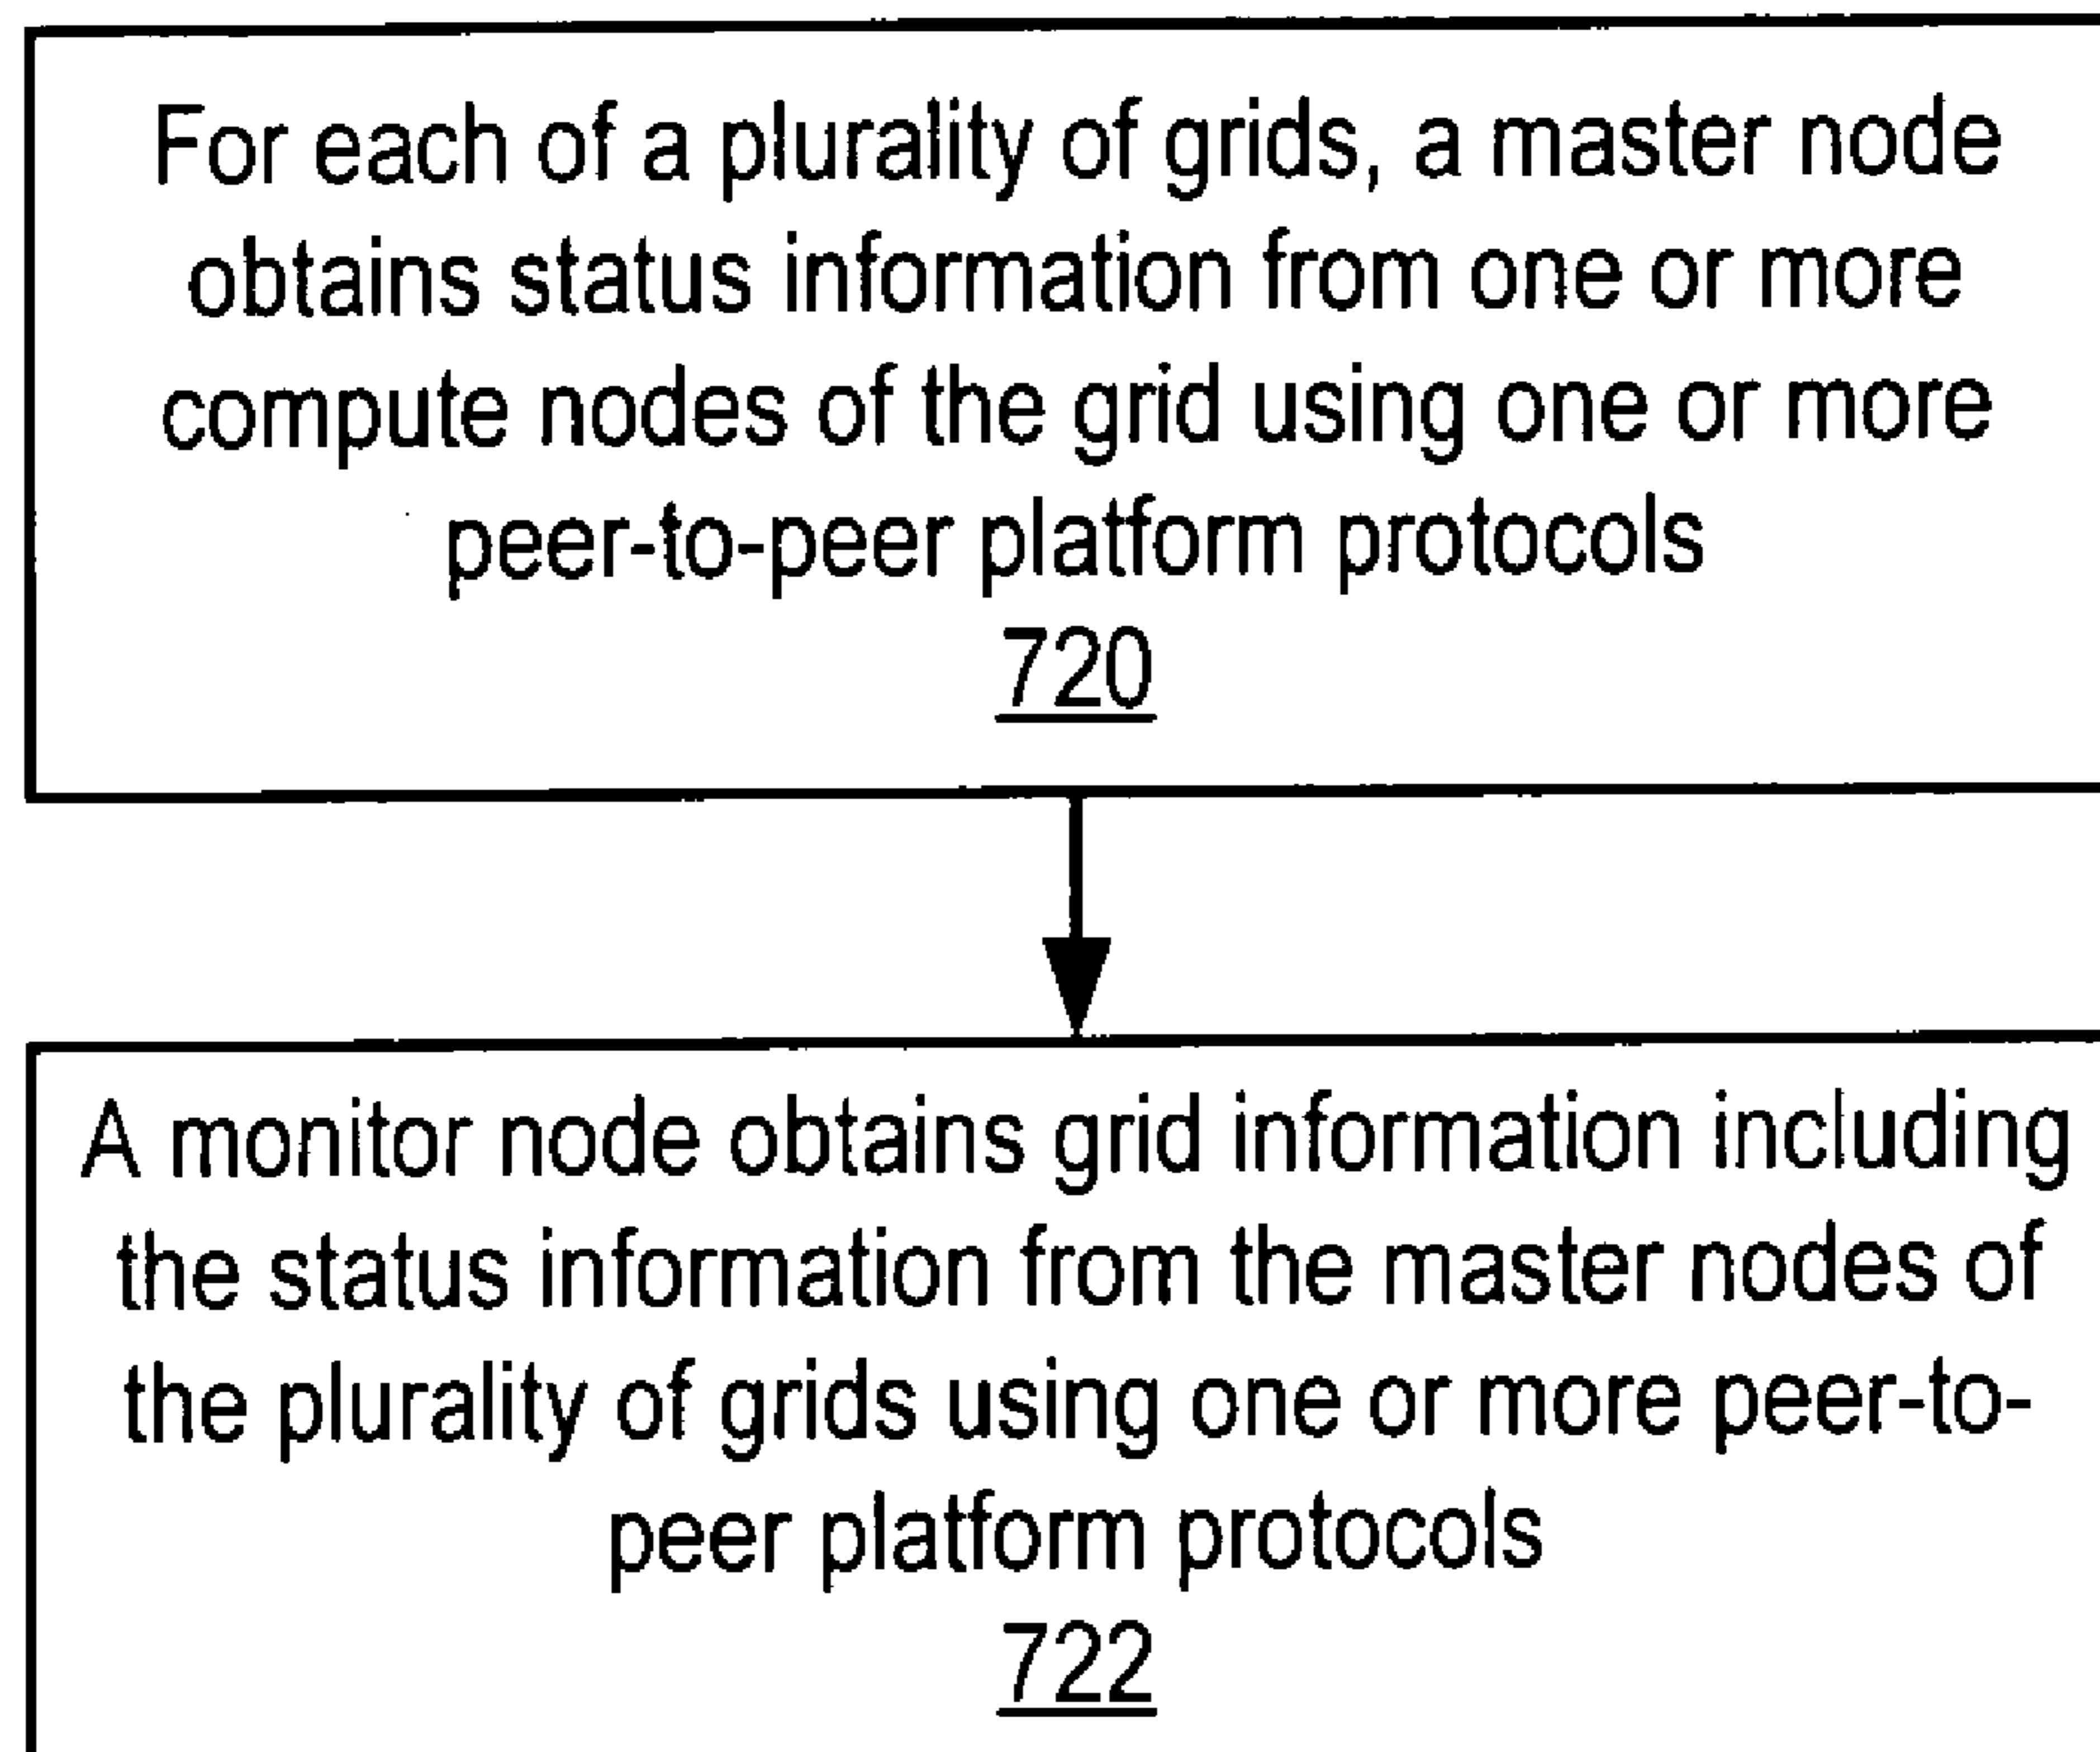 For each of a plurality of grids, a master node
obtains status information from one or more
compute nodes of the grid using one or more
peer-to-peer platform protocols
720
A monitor node obtains grid information including
the status information from the master nodes of
the plurality of grids using one or more peer-to-
peer platform protocols
722